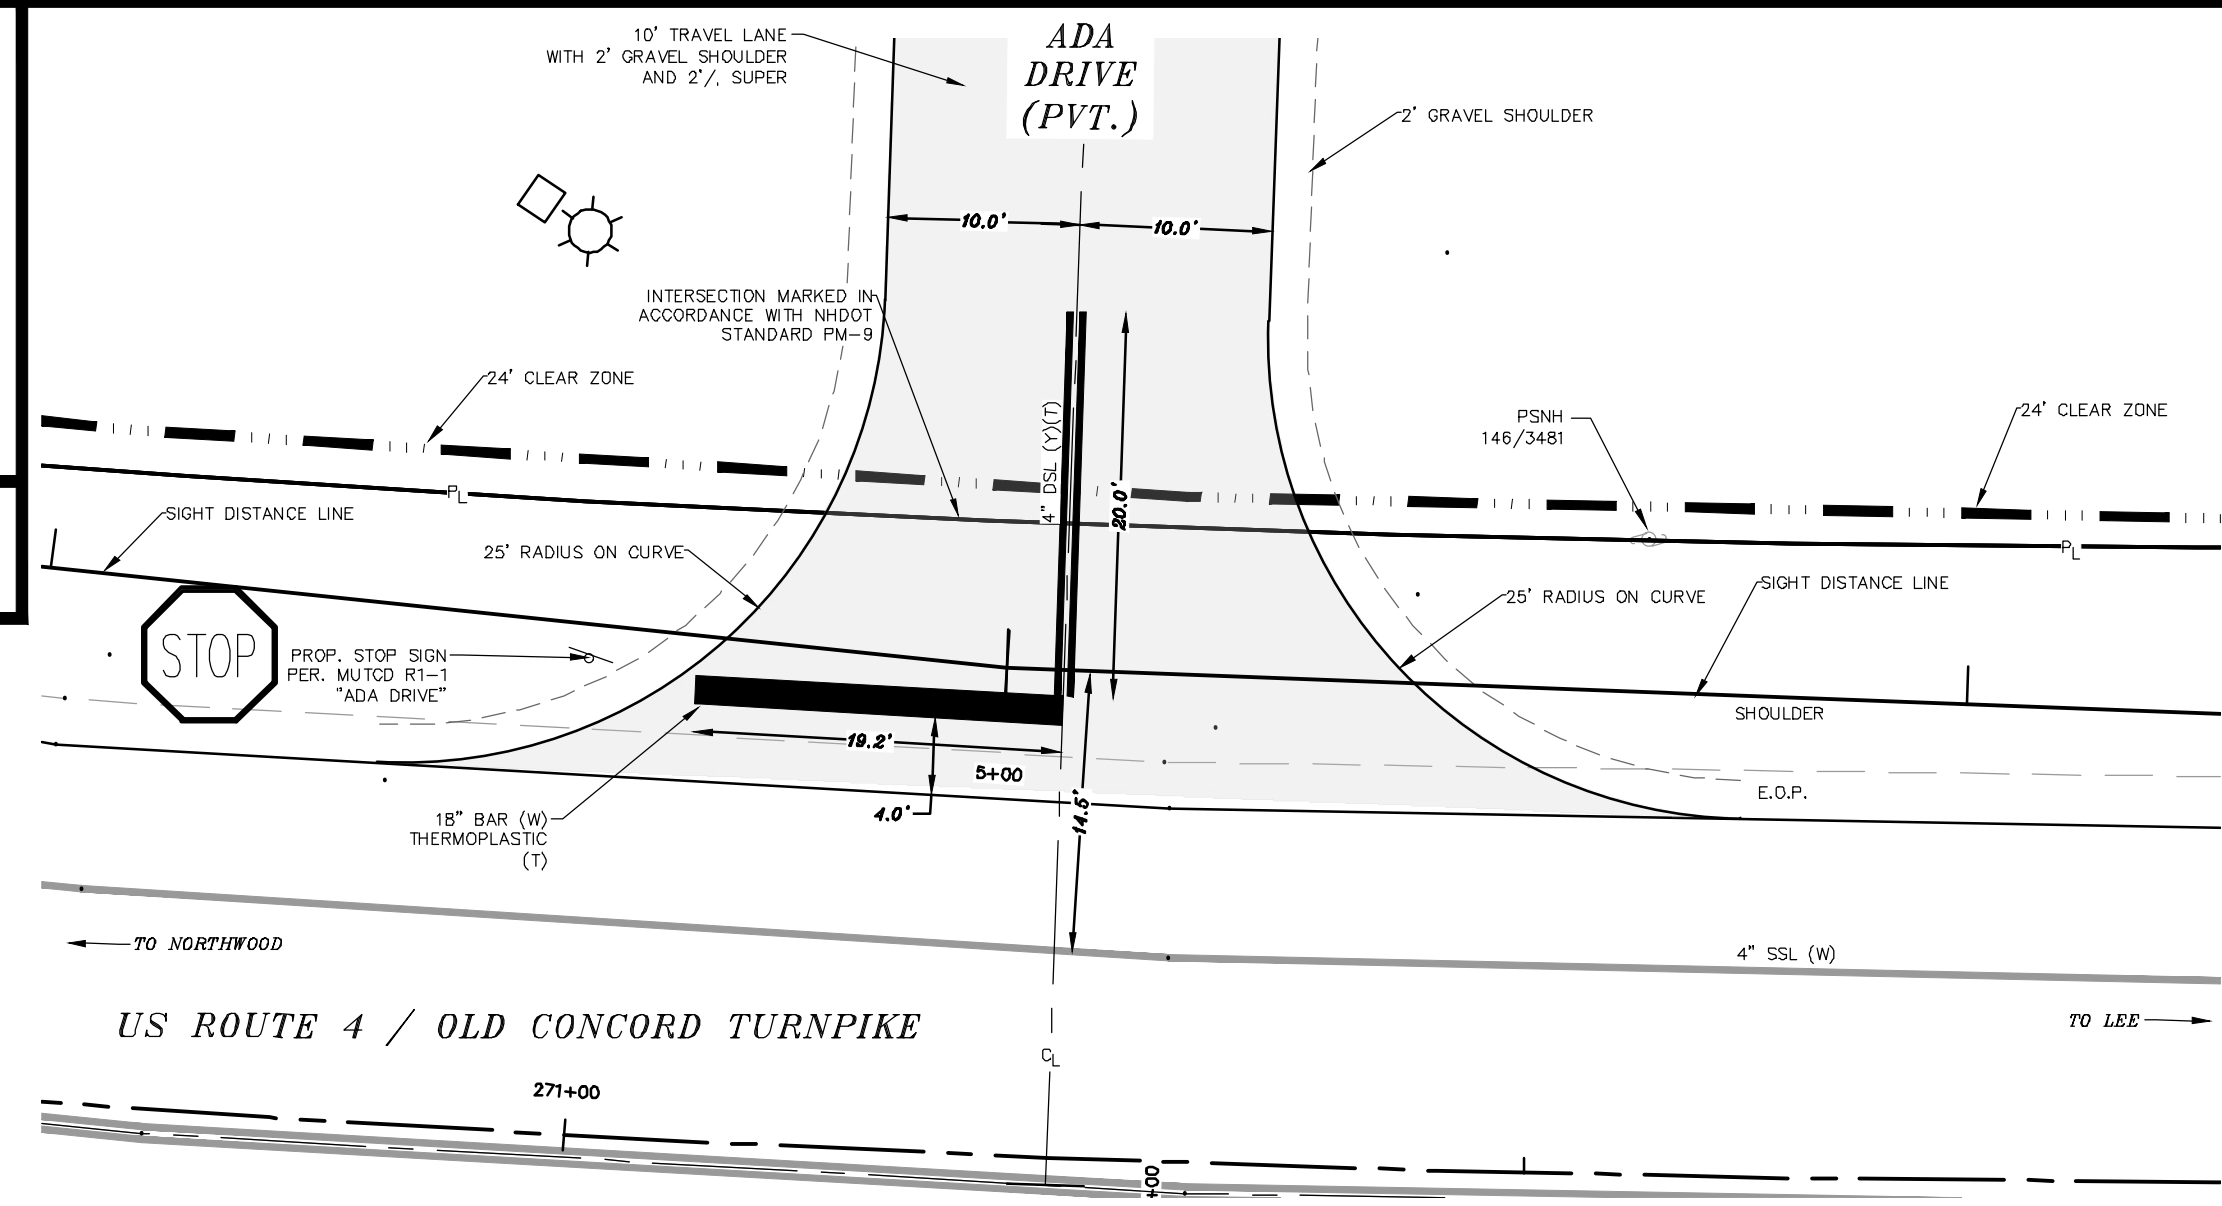 10' TRAVEL LANE
WITH 2' GRAVEL SHOULDER
AND 2% SUPER
ADA
DRIVE
(PVT.)
2' GRAVEL SHOULDER
10.0'
10.0'
INTERSECTION MARKED IN
ACCORDANCE WITH NHDOT
STANDARD PM-9
24' CLEAR ZONE
4" DSL (Y)(T)
20.0'
PSNH
146/3481
24' CLEAR ZONE
PL
SIGHT DISTANCE LINE
25' RADIUS ON CURVE
PL
SIGHT DISTANCE LINE
25' RADIUS ON CURVE
STOP
PROP. STOP SIGN
PER. MUTCD R1-1
"ADA DRIVE"
SHOULDER
19.2'
5+00
4.0'
14.5'
E.O.P.
18" BAR (W)
THERMOPLASTIC
(T)
TO NORTHWOOD
4" SSL (W)
US ROUTE 4 / OLD CONCORD TURNPIKE
TO LEE
CL
271+00
+00